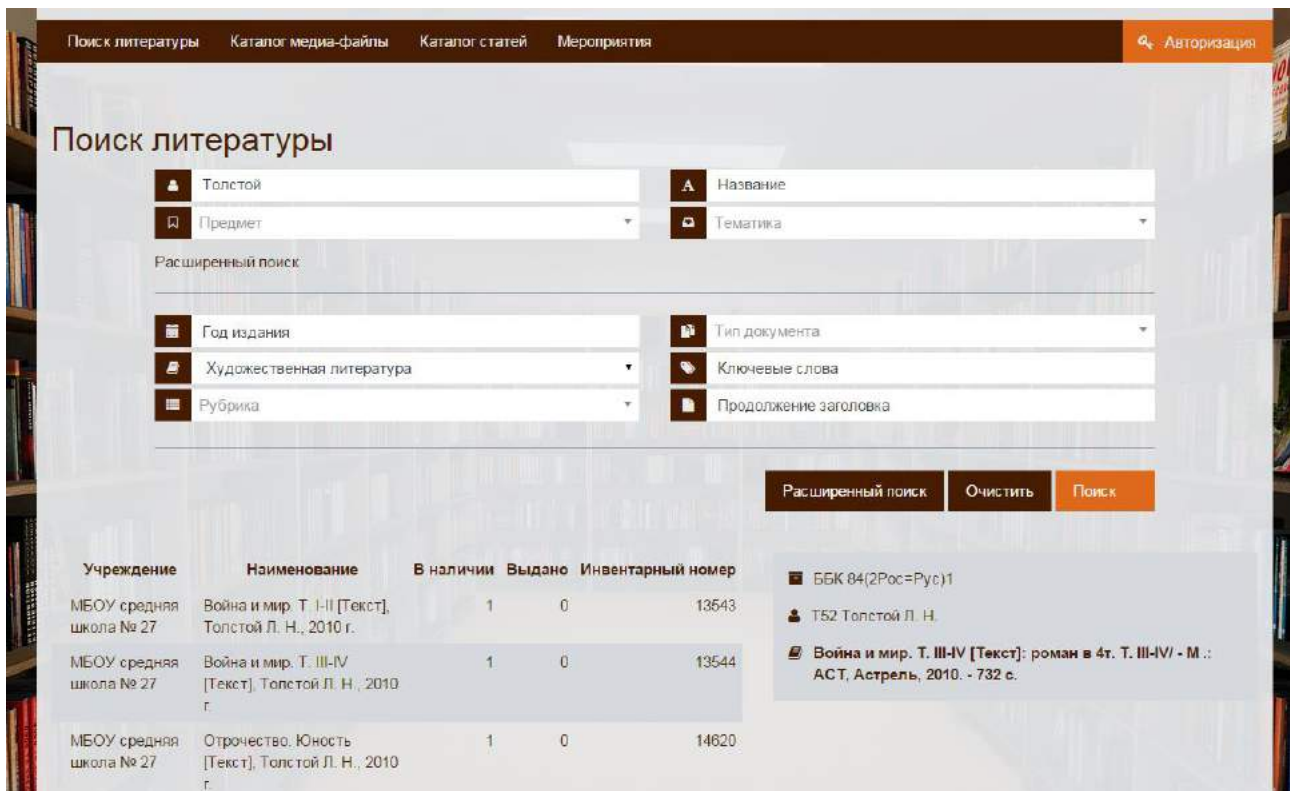 Поиск литературы Каталог медиа-файлы Каталог статей Мероприятия Авторизация
Поиск литературы
Толстой Название
Предмет Тематика
Расширенный поиск
Год издания Тип документа
Художественная литература Ключевые слова
Рубрика Продолжение заголовка
Расширенный поиск Очистить Поиск
Учреждение Наименование В наличии Выдано Инвентарный номер
МБОУ средняя школа № 27 Война и мир. Т. I-II [Текст], Толстой Л. Н., 2010 г. 1 0 13543
МБОУ средняя школа № 27 Война и мир. Т. III-IV [Текст], Толстой Л. Н., 2010 г. 1 0 13544
МБОУ средняя школа № 27 Отрочество. Юность [Текст], Толстой Л. Н., 2010 г. 1 0 14620
ББК 84(2Рос=Рус)1
Т52 Толстой Л. Н.
Война и мир. Т. III-IV [Текст]: роман в 4т. Т. III-IV/ - М .:
АСТ, Астрель, 2010. - 732 с.